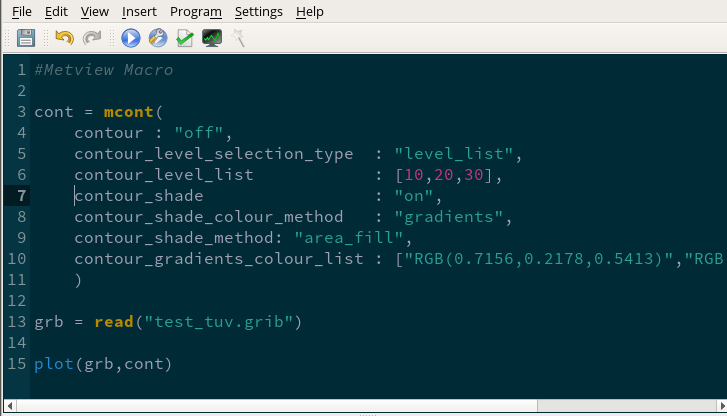 File Edit View Insert Program Settings Help
1 #Metview Macro
2
3 cont = mcont(
4     contour : "off",
5     contour_level_selection_type  : "level_list",
6     contour_level_list            : [10,20,30],
7     contour_shade                 : "on",
8     contour_shade_colour_method   : "gradients",
9     contour_shade_method: "area_fill",
10     contour_gradients_colour_list : ["RGB(0.7156,0.2178,0.5413)","RGB
11     )
12
13 grb = read("test_tuv.grib")
14
15 plot(grb,cont)